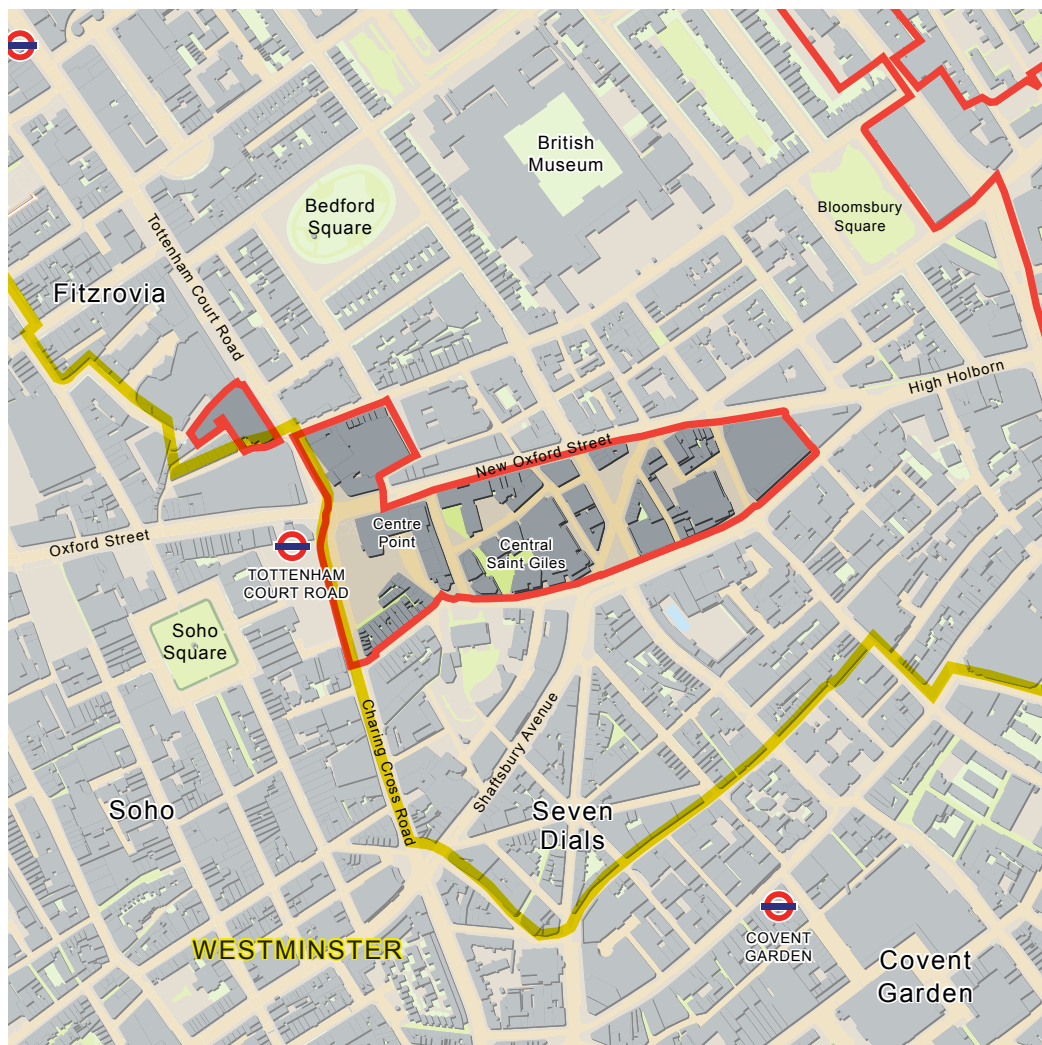 British
Museum
Bedford
Square
Bloomsbury
Square
Tottenham Court Road
Fitzrovia
High Holborn
New Oxford Street
Centre
Point
Oxford Street
Central
Saint Giles
TOTTENHAM
COURT ROAD
Soho
Square
Charing Cross Road
Shaftsbury Avenue
Soho
Seven
Dials
WESTMINSTER
COVENT
GARDEN
Covent
Garden